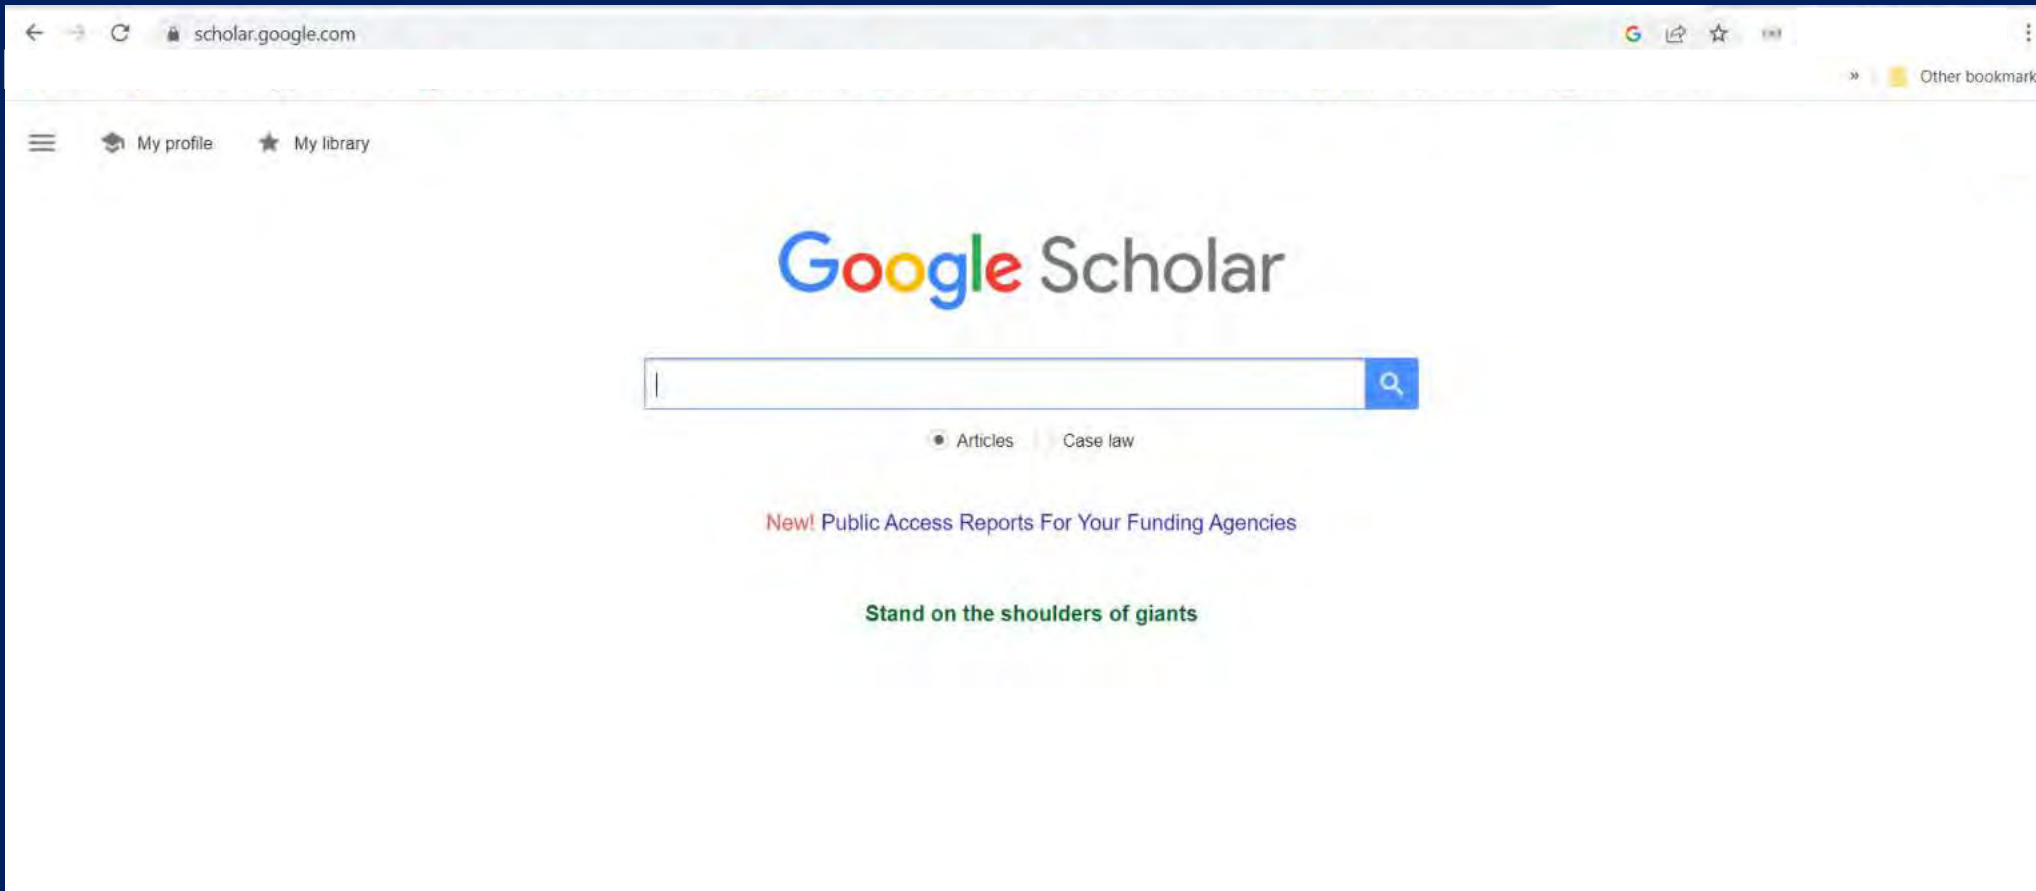 scholar.google.com
Other bookmark
My profile My library
Google Scholar
Articles Case law
New! Public Access Reports For Your Funding Agencies
Stand on the shoulders of giants